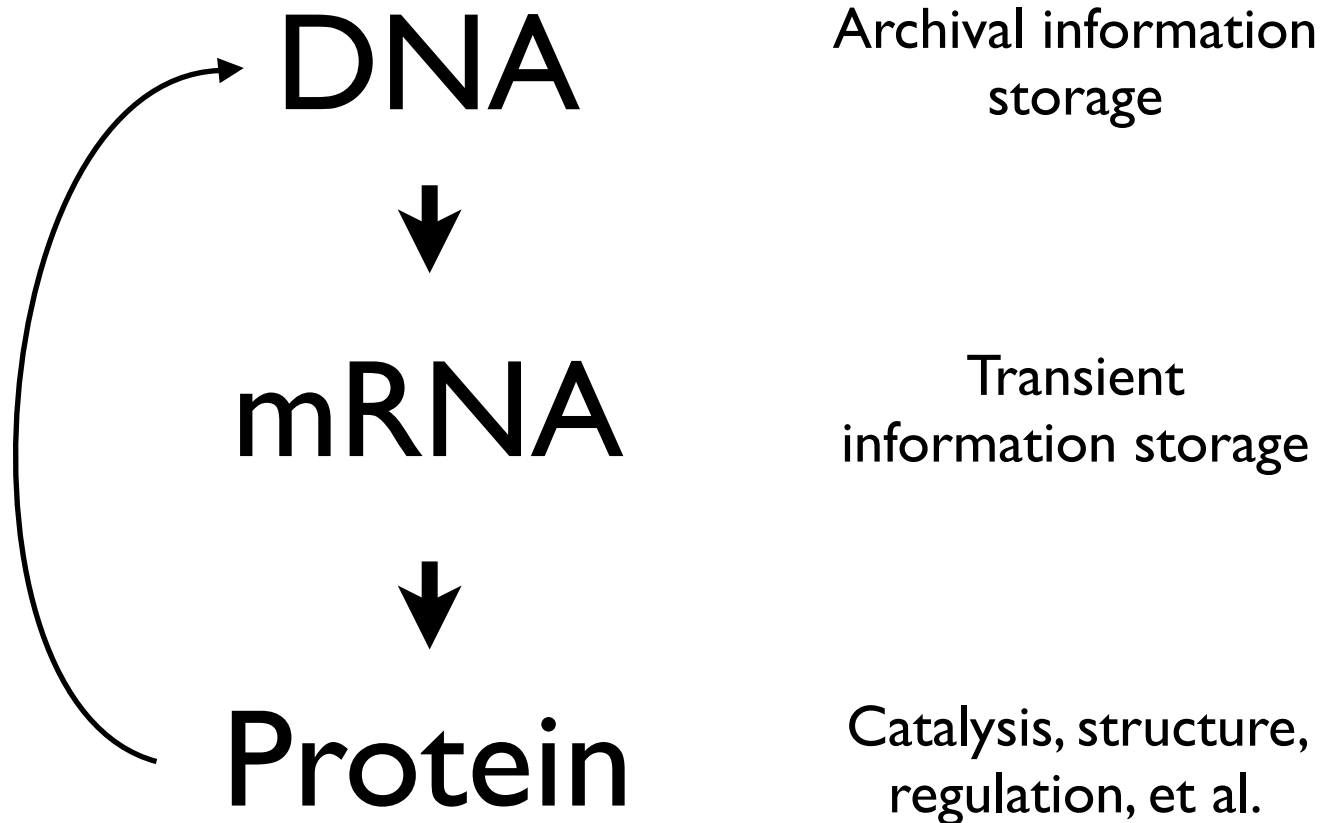 DNA
Archival information
storage
mRNA
Transient
information storage
Protein
Catalysis, structure,
regulation, et al.